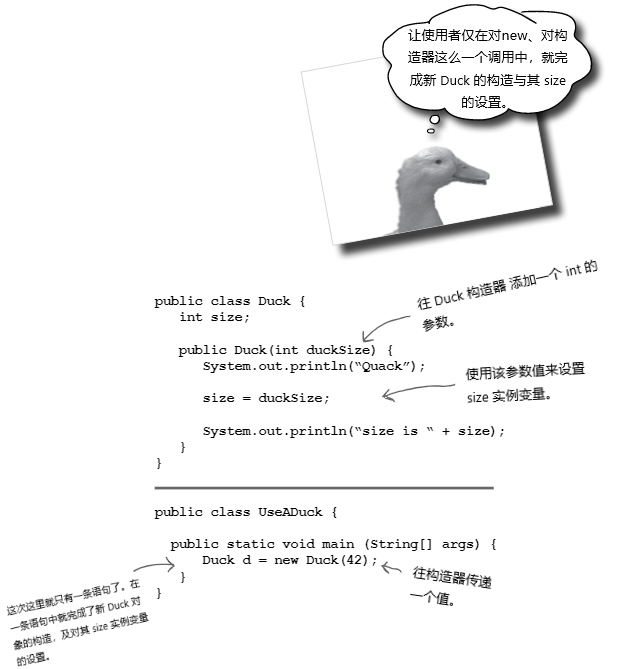 让使用者仅在对new、对构
造器这么一个调用中，就完
成新 Duck 的构造与其 size
的设置。
往 Duck 构造器 添加一个 int 的
参数。
public class Duck {
int size;
public Duck(int duckSize) {
System.out.println(“Quack”);
使用该参数值来设置
size 实例变量。
size = duckSize;
System.out.println(“size is “ + size);
}
}
public class UseADuck {
public static void main (String[] args) {
Duck d = new Duck(42);
}
}
往构造器传递
一个值。
这次这里就只有一条语句了。在
一条语句中就完成了新 Duck 对
象的构造，及对其 size 实例变量
的设置。